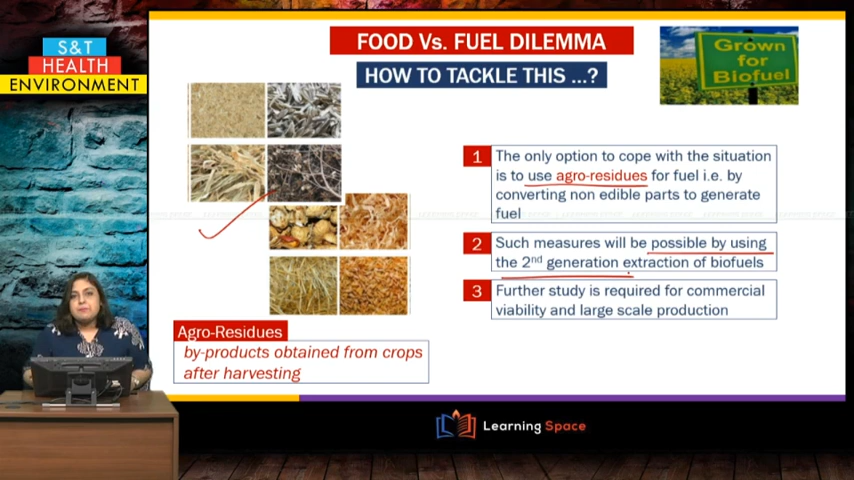 S&T
HEALTH
ENVIRONMENT
FOOD Vs. FUEL DILEMMA
HOW TO TACKLE THIS ...?
Grown
for
Biofuel
1 The only option to cope with the situation
is to use agro-residues for fuel i.e. by
converting non edible parts to generate
fuel
2 Such measures will be possible by using
the 2nd generation extraction of biofuels
3 Further study is required for commercial
viability and large scale production
Agro-Residues
by-products obtained from crops
after harvesting
Learning Space